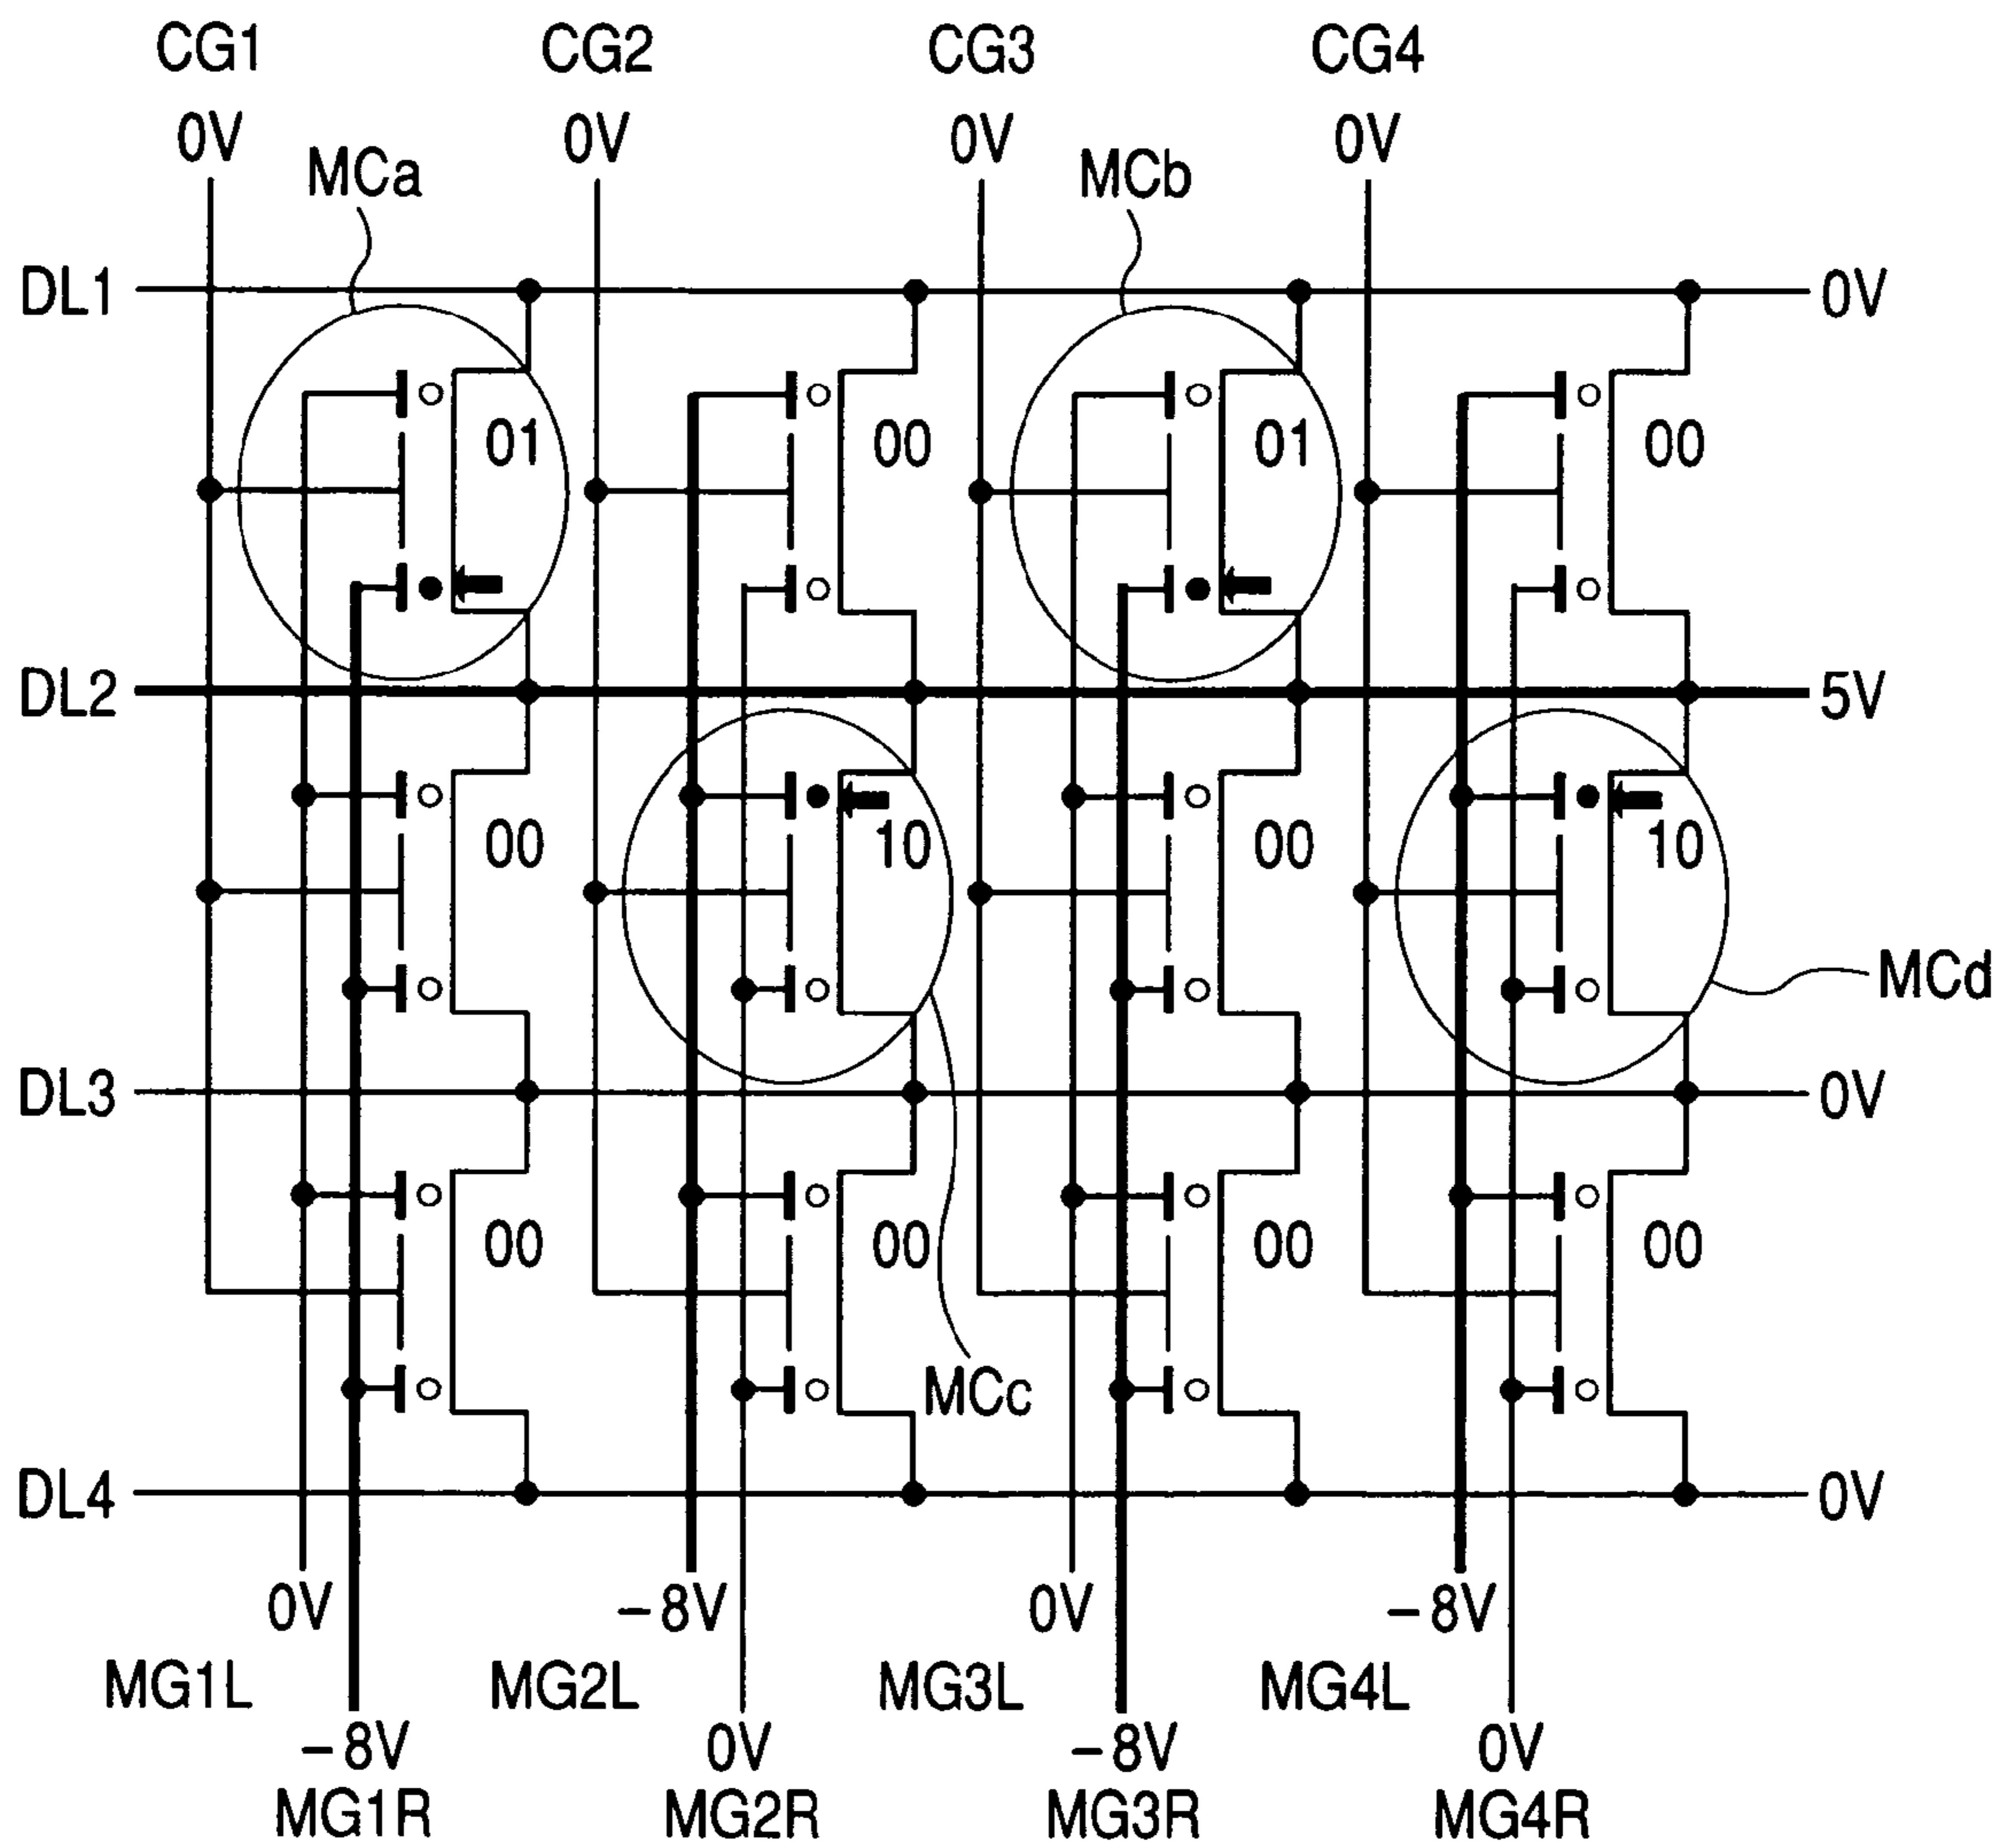 CG1 CG2 CG3 CG4
0V 0V 0V 0V
MCa MCb
DL1 0V
01 00 01 00
DL2 5V
00 10 00 10
MCd
DL3 0V
00 00 00 00
MCc
DL4 0V
0V -8V 0V -8V
MG1L MG2L MG3L MG4L
-8V 0V -8V 0V
MG1R MG2R MG3R MG4R